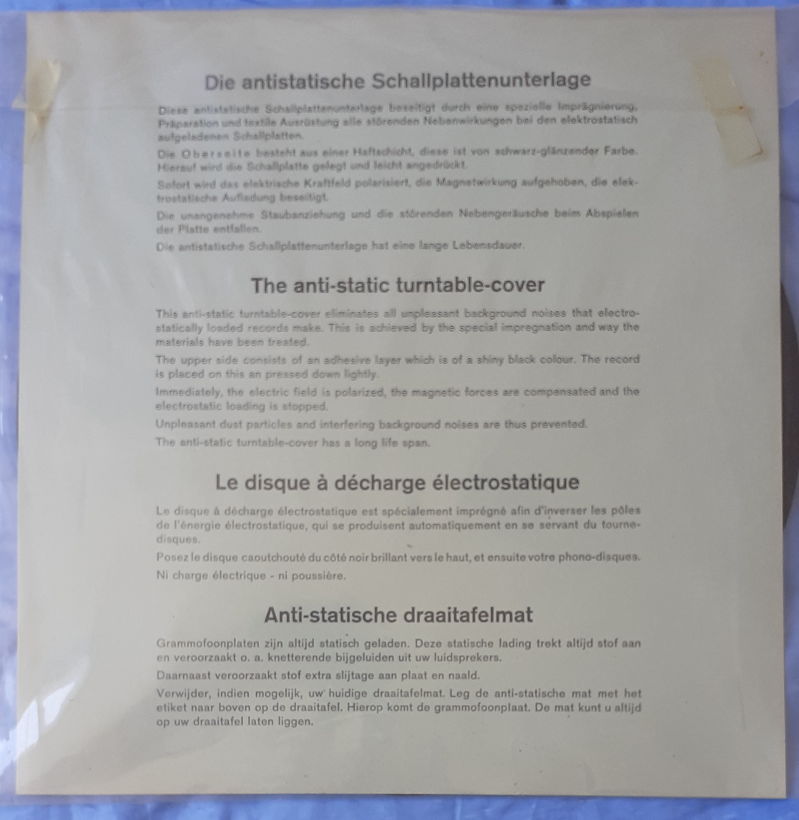 Die antistatische Schallplattenunterlage
Diese antistatische Schallplattenunterlage beseitigt durch eine spezielle Imprägnierung,
Präparation und textile Ausrüstung alle störenden Nebenwirkungen bei den elektrostatisch
aufgeladenen Schallplatten.
Die Oberseite besteht aus einer Haftschicht, diese ist von schwarz-glänzender Farbe.
Hierauf wird die Schallplatte gelegt und leicht angedrückt.
Sofort wird das elektrische Kraftfeld polarisiert, die Magnetwirkung aufgehoben, die elek-
trostatische Aufladung beseitigt.
Die unangenehme Staubanziehung und die störenden Nebengeräusche beim Abspielen
der Platte entfallen.
Die antistatische Schallplattenunterlage hat eine lange Lebensdauer.
The anti-static turntable-cover
This anti-static turntable-cover eliminates all unpleasant background noises that electro-
statically loaded records make. This is achieved by the special impregnation and way the
materials have been treated.
The upper side consists of an adhesive layer which is of a shiny black colour. The record
is placed on this an pressed down lightly.
Immediately, the electric field is polarized, the magnetic forces are compensated and the
electrostatic loading is stopped.
Unpleasant dust particles and interfering background noises are thus prevented.
The anti-static turntable-cover has a long life span.
Le disque à décharge électrostatique
Le disque à décharge électrostatique est spécialement imprégné afin d'inverser les pôles
de l'énergie électrostatique, qui se produisent automatiquement en se servant du tourne-
disques.
Posez le disque caoutchouté du côté noir brillant vers le haut, et ensuite votre phono-disques.
Ni charge électrique - ni poussière.
Anti-statische draaitafelmat
Grammofoonplaten zijn altijd statisch geladen. Deze statische lading trekt altijd stof aan
en veroorzaakt o. a. knetterende bijgeluiden uit uw luidsprekers.
Daarnaast veroorzaakt stof extra slijtage aan plaat en naald.
Verwijder, indien mogelijk, uw huidige draaitafelmat. Leg de anti-statische mat met het
etiket naar boven op de draaitafel. Hierop komt de grammofoonplaat. De mat kunt u altijd
op uw draaitafel laten liggen.